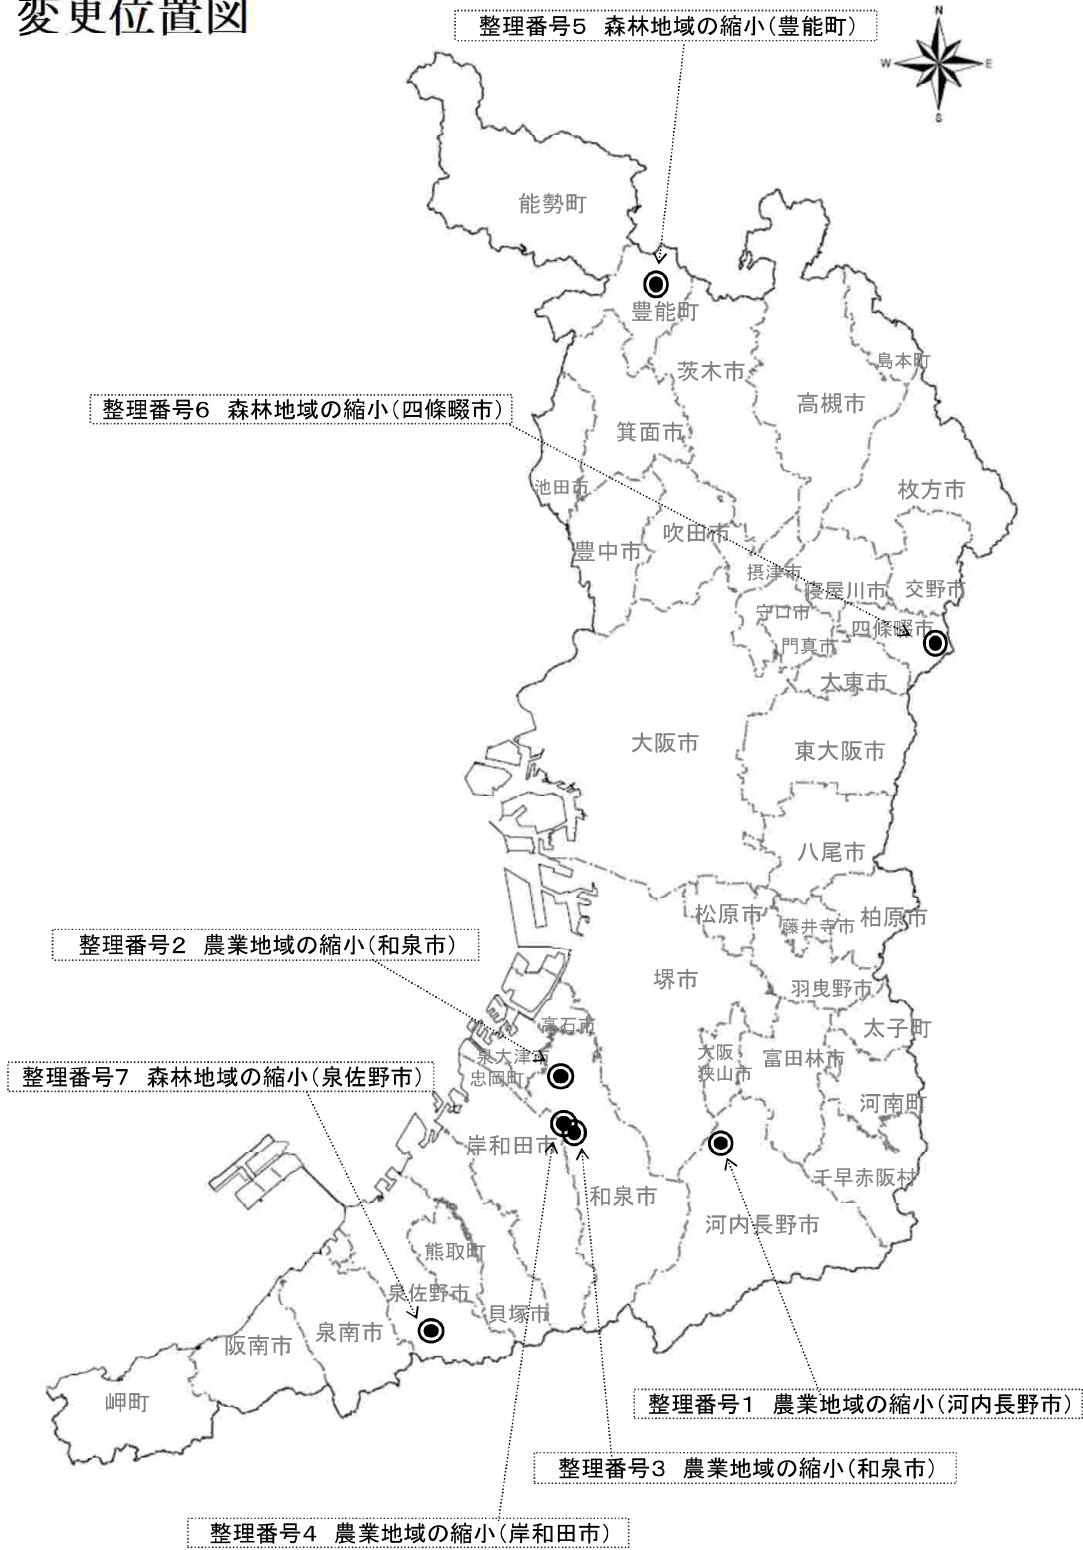 変更位置図
整理番号5 森林地域の縮小(豊能町)
N
W
E
S
能勢町
豊能町
島本町
茨木市
整理番号6 森林地域の縮小(四條畷市)
高槻市
箕面市
池田市
枚方市
吹田市
豊中市
摂津市
寝屋川市
交野市
守口市
四條畷市
門真市
大東市
大阪市
東大阪市
八尾市
松原市
藤井寺市
柏原市
整理番号2 農業地域の縮小(和泉市)
堺市
羽曳野市
高石市
太子町
泉大津市
大阪
狭山市
富田林市
整理番号7 森林地域の縮小(泉佐野市)
忠岡町
河南町
岸和田市
千早赤阪村
和泉市
河内長野市
熊取町
泉佐野市
貝塚市
泉南市
阪南市
岬町
整理番号1 農業地域の縮小(河内長野市)
整理番号3 農業地域の縮小(和泉市)
整理番号4 農業地域の縮小(岸和田市)